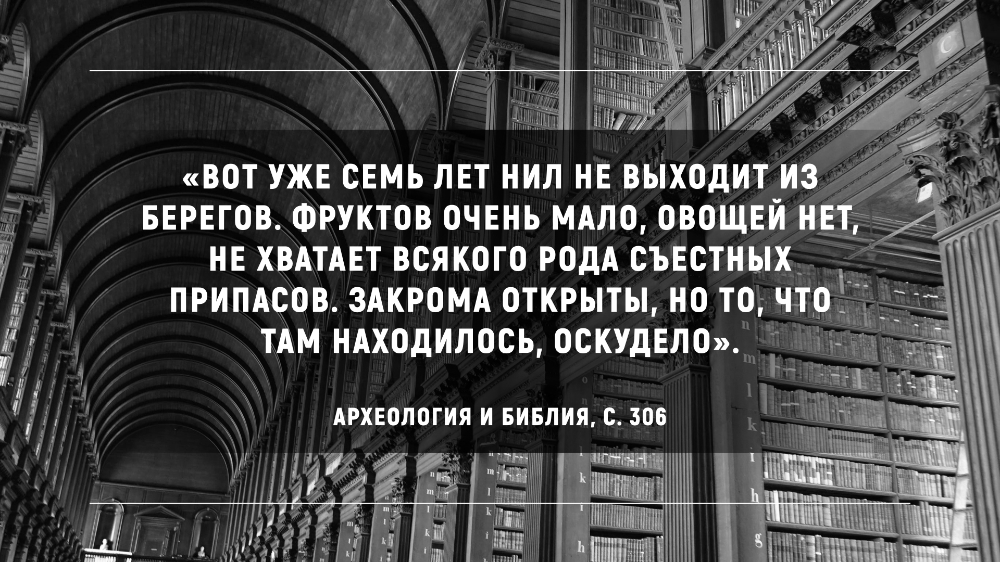 «ВОТ УЖЕ СЕМЬ ЛЕТ НИЛ НЕ ВЫХОДИТ ИЗ
БЕРЕГОВ. ФРУКТОВ ОЧЕНЬ МАЛО, ОВОЩЕЙ НЕТ,
НЕ ХВАТАЕТ ВСЯКОГО РОДА СЪЕСТНЫХ
ПРИПАСОВ. ЗАКРОМА ОТКРЫТЫ, НО ТО, ЧТО
ТАМ НАХОДИЛОСЬ, ОСКУДЕЛО».
АРХЕОЛОГИЯ И БИБЛИЯ, С. 306
C
n
m
l
k
i
h
g
o
n
l
k
i
h
n
m
l
k
i
m
l
k
i
n
m
l
k
i
h